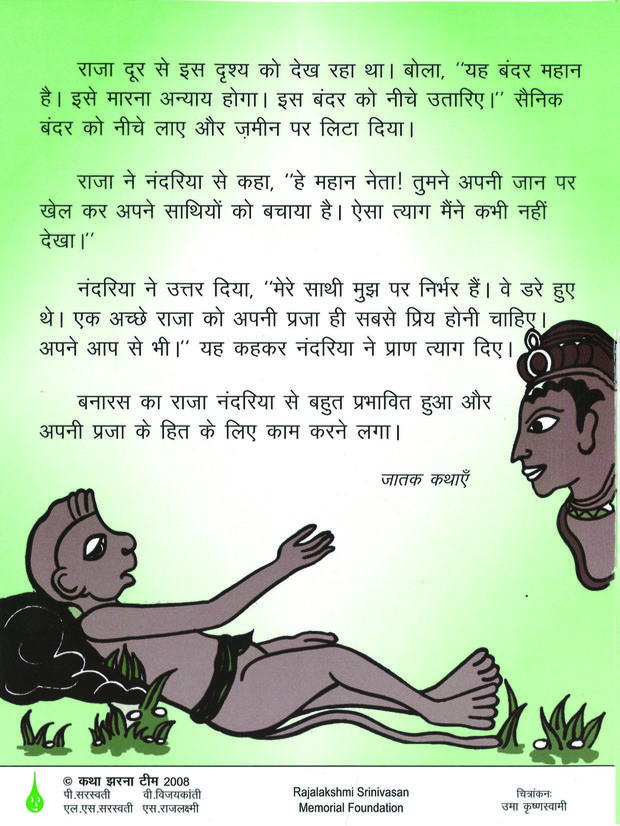 राजा दूर से इस दृश्य को देख रहा था। बोला, ''यह बंदर महान
है। इसे मारना अन्याय होगा। इस बंदर को नीचे उतारिए।'' सैनिक
बंदर को नीचे लाए और ज़मीन पर लिटा दिया।
राजा ने नंदरिया से कहा, ''हे महान नेता! तुमने अपनी जान पर
खेल कर अपने साथियों को बचाया है। ऐसा त्याग मैंने कभी नहीं
देखा।''
नंदरिया ने उत्तर दिया, ''मेरे साथी मुझ पर निर्भर हैं। वे डरे हुए
थे। एक अच्छे राजा को अपनी प्रजा ही सबसे प्रिय होनी चाहिए।
अपने आप से भी।'' यह कहकर नंदरिया ने प्राण त्याग दिए।
बनारस का राजा नंदरिया से बहुत प्रभावित हुआ और
अपनी प्रजा के हित के लिए काम करने लगा।
जातक कथाएँ
© कथा झरना टीम 2008
पी.सरस्वती वी.विजयकांती
एल.एस.सरस्वती एस.राजलक्ष्मी
Rajalakshmi Srinivasan
Memorial Foundation
चित्रांकनः
उमा कृष्णस्वामी